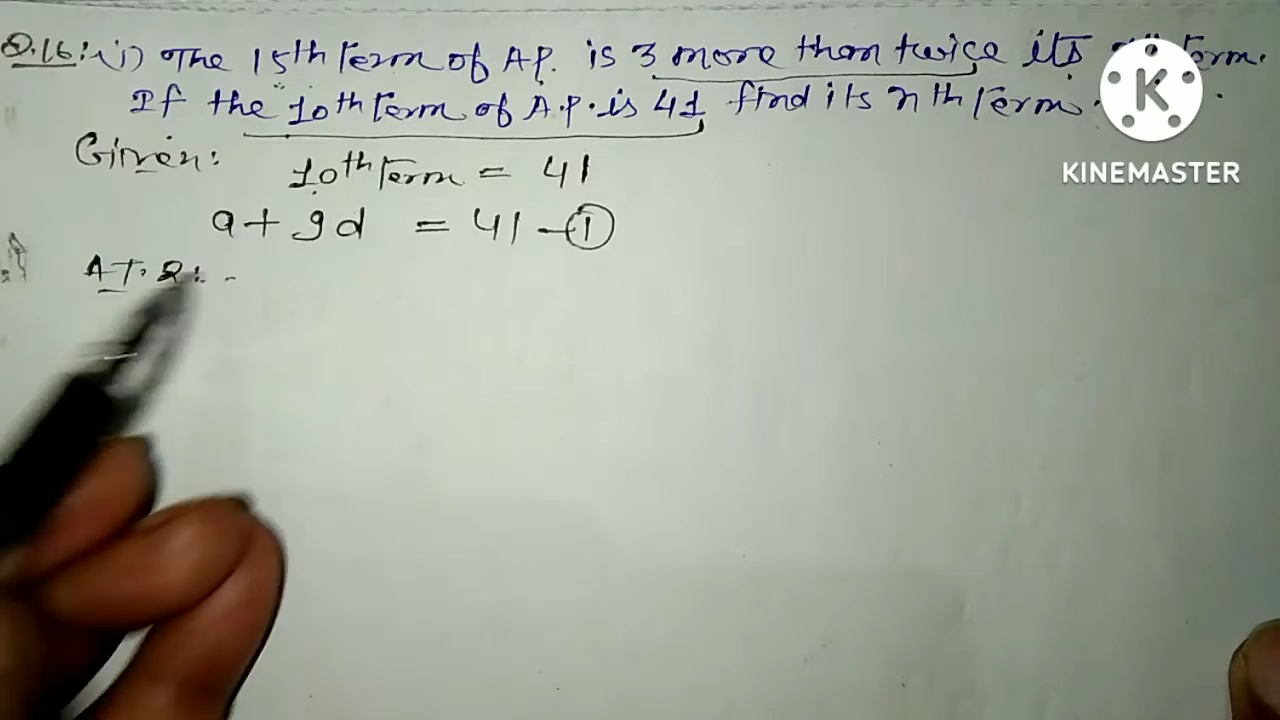 Q.16:(i) The 15th term of A.P. is 3 more than twice its term.
If the 10th term of A.P. is 41 find its nth term.
Given: 10th term = 41
a + 9d = 41 - ①
A.T.Q:-
K
KINEMASTER